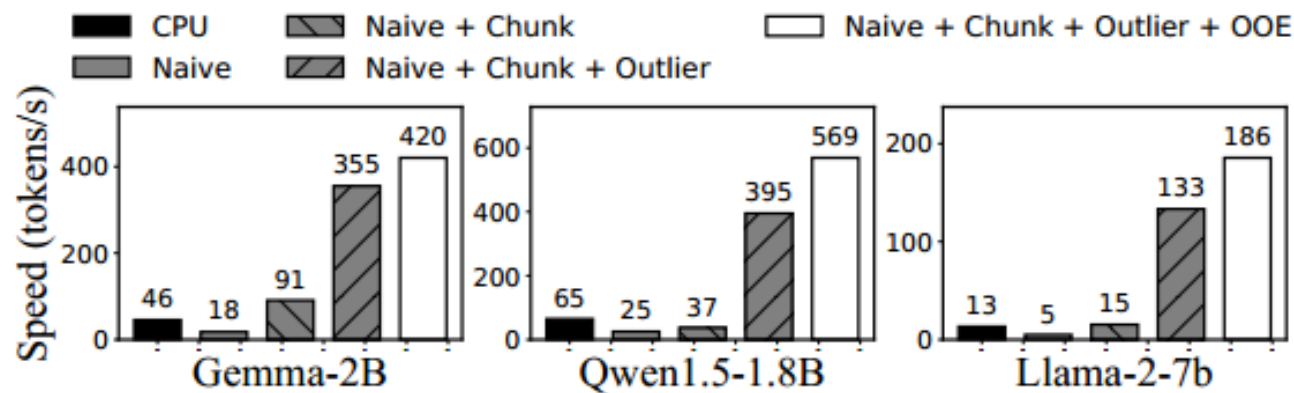 CPU Naive + Chunk Naive + Chunk + Outlier + OOE
Naive Naive + Chunk + Outlier
Speed (tokens/s)
400
200
0
46 18 91 355 420
Gemma-2B
600
400
200
0
65 25 37 395 569
Qwen1.5-1.8B
200
100
0
13 5 15 133 186
Llama-2-7b